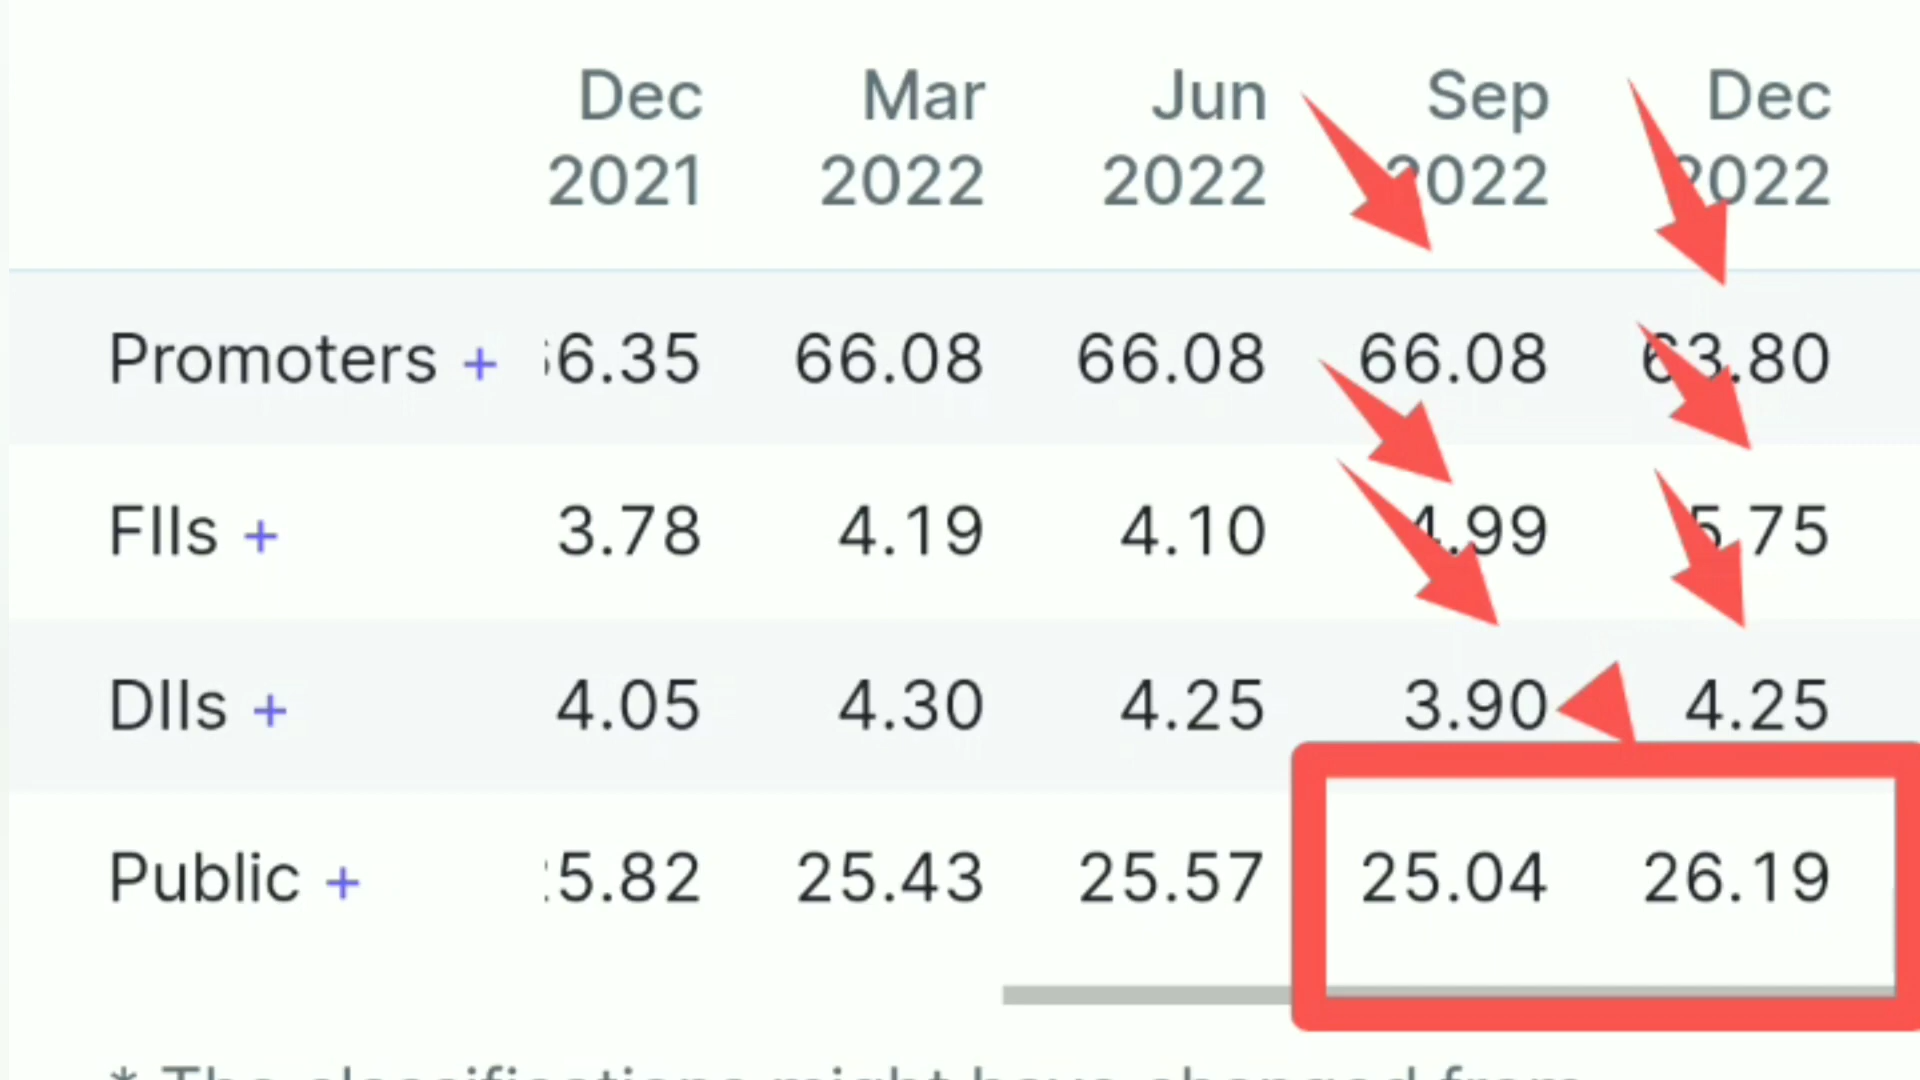 Dec Mar Jun Sep Dec
2021 2022 2022 2022 2022
Promoters + 6.35 66.08 66.08 66.08 63.80
FIIs + 3.78 4.19 4.10 4.99 5.75
DIIs + 4.05 4.30 4.25 3.90 4.25
Public + 5.82 25.43 25.57 25.04 26.19
* The classifications might have changed from